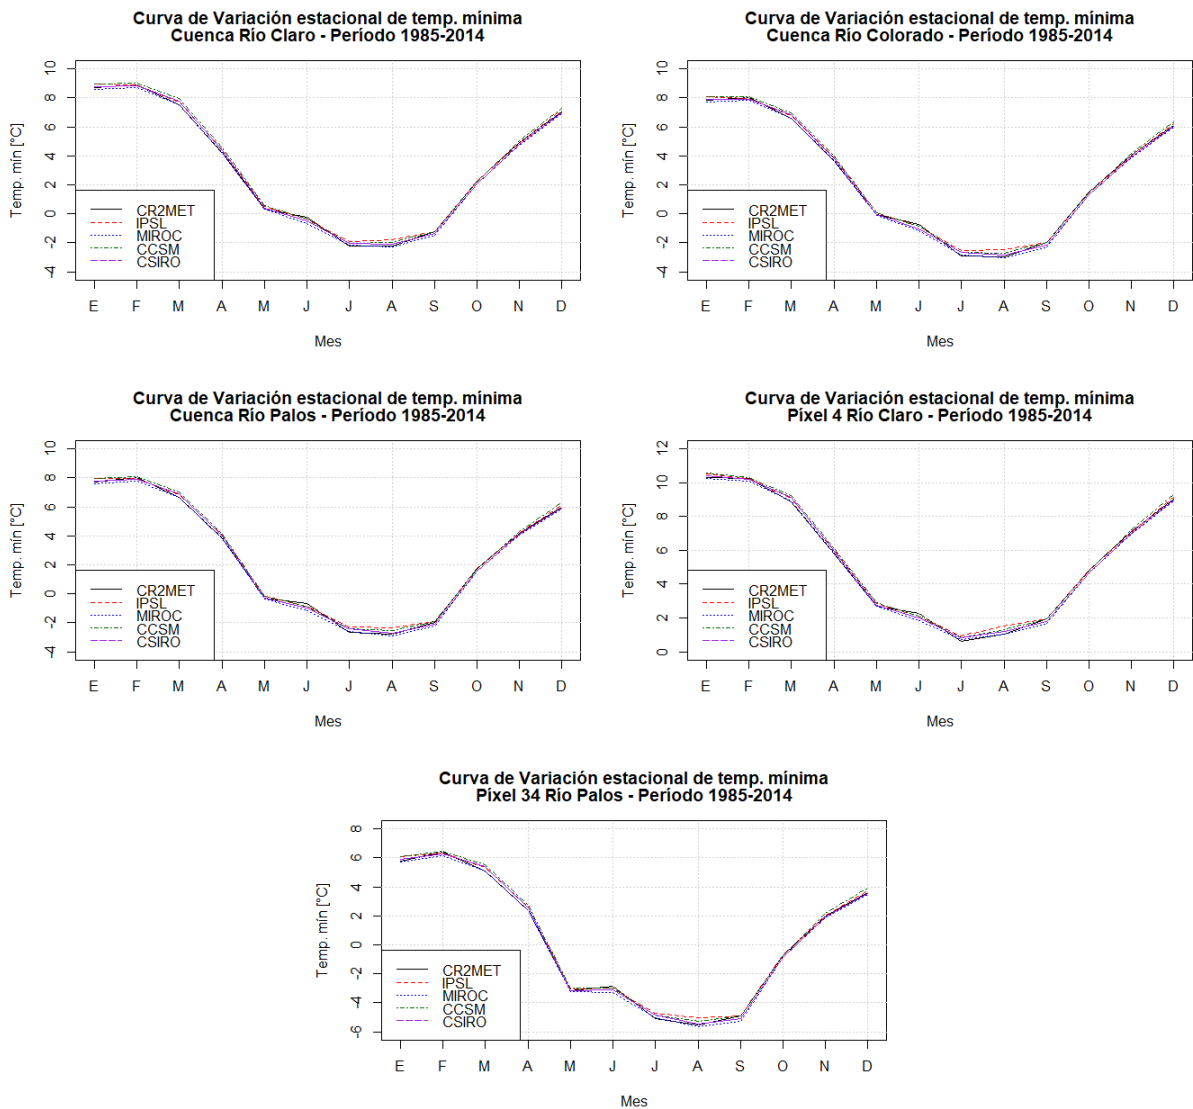 Curva de Variación estacional de temp. mínima
Cuenca Río Claro - Período 1985-2014
Temp. mín [°C]
10
8
6
4
2
0
-2
-4
CR2MET
IPSL
MIROC
CCSM
CSIRO
E F M A M J J A S O N D
Mes
Curva de Variación estacional de temp. mínima
Cuenca Río Colorado - Período 1985-2014
Temp. mín [°C]
10
8
6
4
2
0
-2
-4
CR2MET
IPSL
MIROC
CCSM
CSIRO
E F M A M J J A S O N D
Mes
Curva de Variación estacional de temp. mínima
Cuenca Río Palos - Período 1985-2014
Temp. mín [°C]
10
8
6
4
2
0
-2
-4
CR2MET
IPSL
MIROC
CCSM
CSIRO
E F M A M J J A S O N D
Mes
Curva de Variación estacional de temp. mínima
Píxel 4 Río Claro - Período 1985-2014
Temp. mín [°C]
12
10
8
6
4
2
0
CR2MET
IPSL
MIROC
CCSM
CSIRO
E F M A M J J A S O N D
Mes
Curva de Variación estacional de temp. mínima
Píxel 34 Río Palos - Período 1985-2014
Temp. mín [°C]
8
6
4
2
0
-2
-4
-6
CR2MET
IPSL
MIROC
CCSM
CSIRO
E F M A M J J A S O N D
Mes